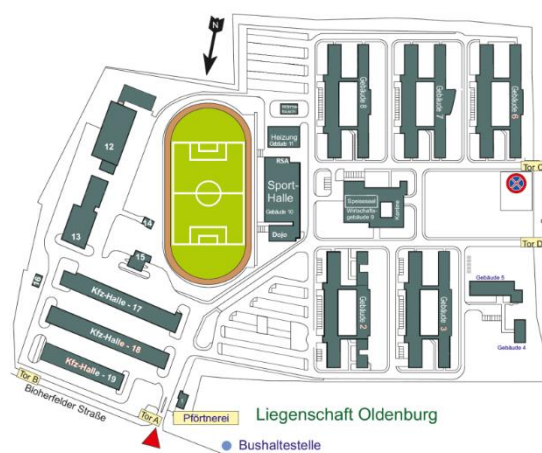 N
Gebäude 8
Gebäude 7
Gebäude 6
12
Heizung
Gebäude 11
RSA
Sport-
Halle
Gebäude 10
Dojo
Tor C
Speisesaal
Wirtschafts-
gebäude 9
Kantine
14
13
15
16
Tor D
Kfz-Halle - 17
Kfz-Halle - 18
Kfz-Halle - 19
Gebäude 2
Gebäude 3
Gebäude 5
Gebäude 4
Tor B
Bloherfelder Straße
Tor A
Pförtnerei
Liegenschaft Oldenburg
Bushaltestelle